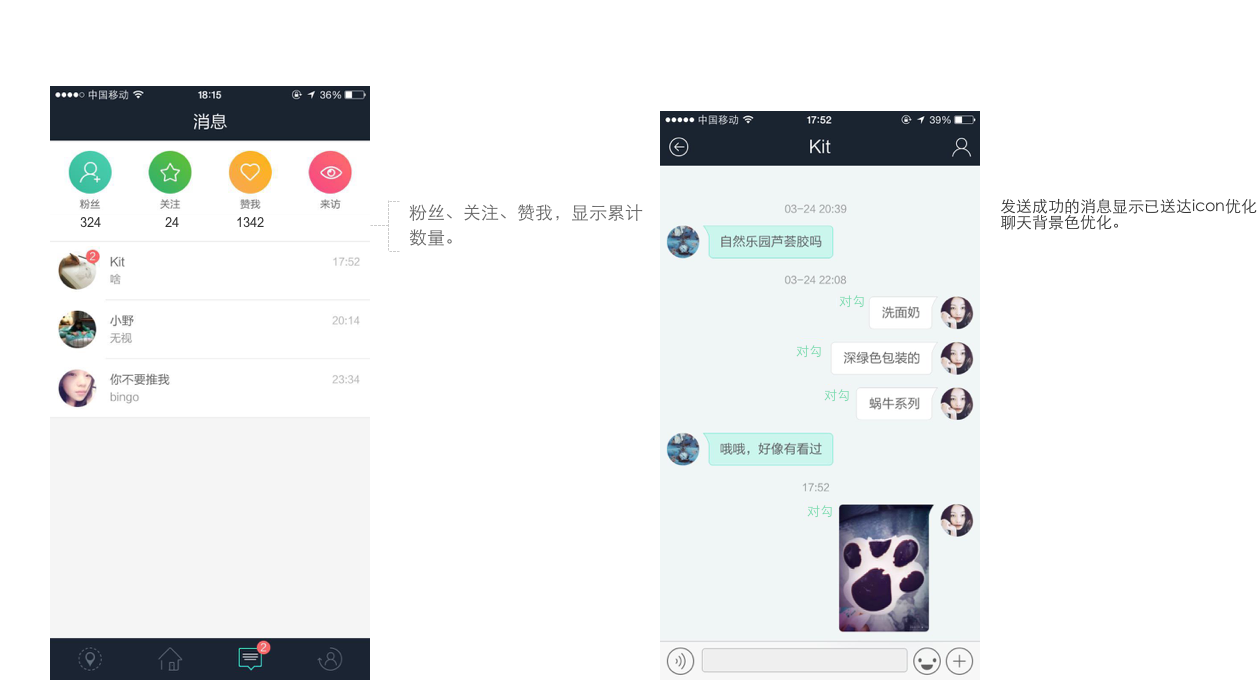 中国移动 18:15 36%
消息
粉丝 关注 赞我 来访
324 24 1342
2
Kit 17:52
啥
小野 20:14
无视
你不要推我 23:34
bingo
2
粉丝、关注、赞我，显示累计
数量。
中国移动 17:52 39%
Kit
03-24 20:39
自然乐园芦荟胶吗
03-24 22:08
对勾 洗面奶
对勾 深绿色包装的
对勾 蜗牛系列
哦哦，好像有看过
17:52
对勾
发送成功的消息显示已送达icon优化
聊天背景色优化。